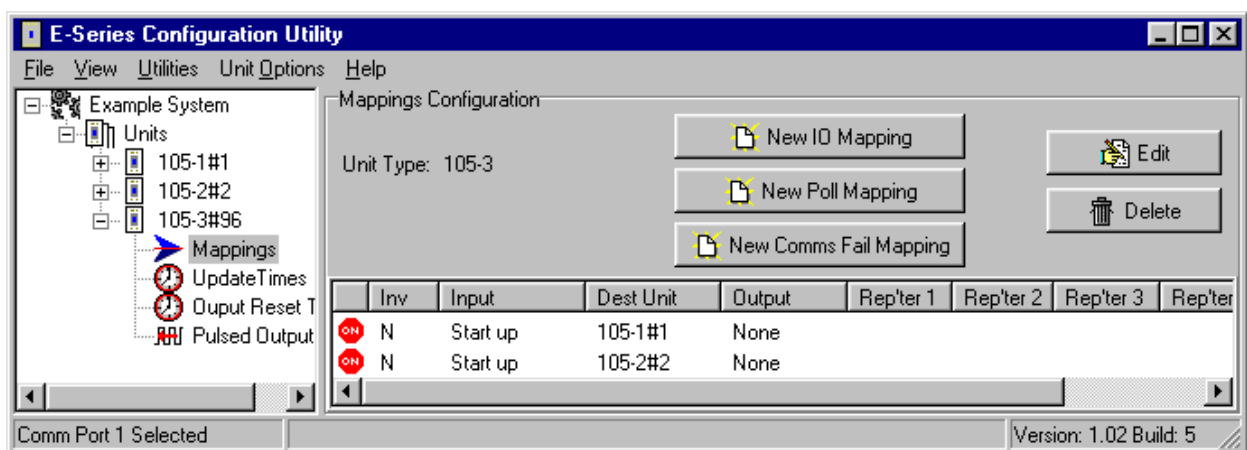 E-Series Configuration Utility
File View Utilities Unit Options Help
Example System
Units
105-1#1
105-2#2
105-3#96
Mappings
UpdateTimes
Ouput Reset T
Pulsed Output
Mappings Configuration
Unit Type: 105-3
New IO Mapping
New Poll Mapping
New Comms Fail Mapping
Edit
Delete
Inv Input Dest Unit Output Rep'ter 1 Rep'ter 2 Rep'ter 3 Rep'ter
ON N Start up 105-1#1 None
ON N Start up 105-2#2 None
Comm Port 1 Selected Version: 1.02 Build: 5